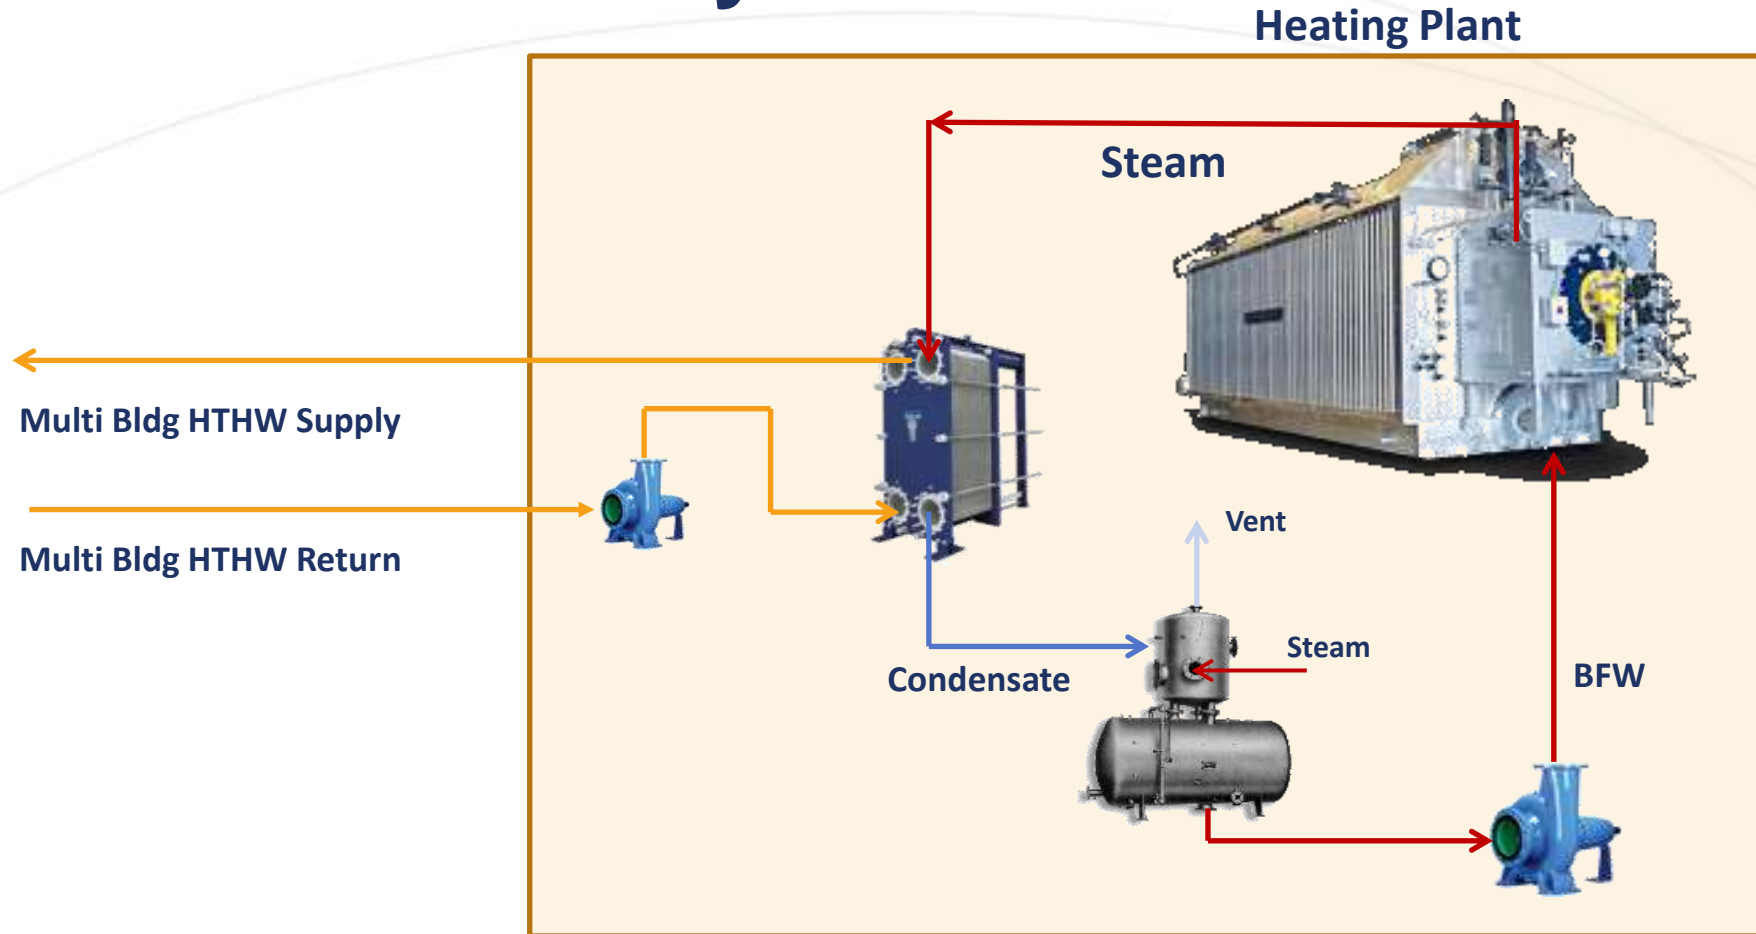 Heating Plant
Steam
Multi Bldg HTHW Supply
Multi Bldg HTHW Return
Vent
Steam
Condensate
BFW